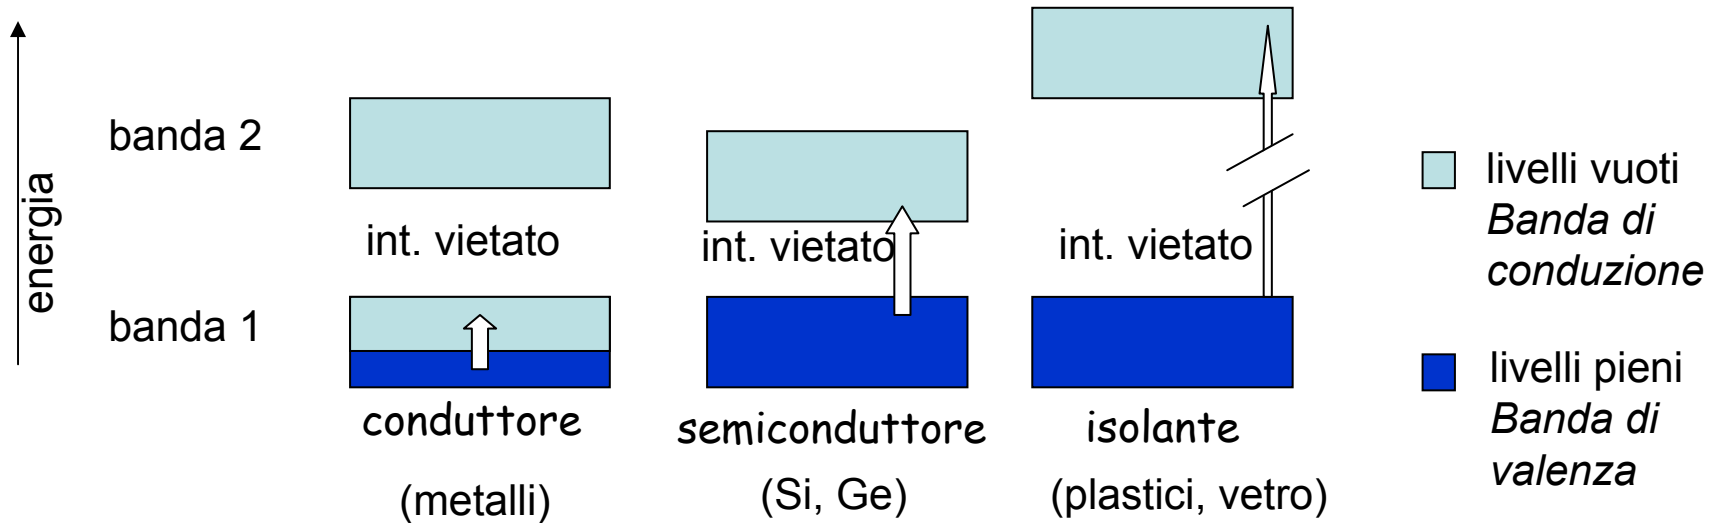 energia
banda 2
banda 1
int. vietato
int. vietato
int. vietato
conduttore
(metalli)
semiconduttore
(Si, Ge)
isolante
(plastici, vetro)
livelli vuoti
Banda di
conduzione
livelli pieni
Banda di
valenza